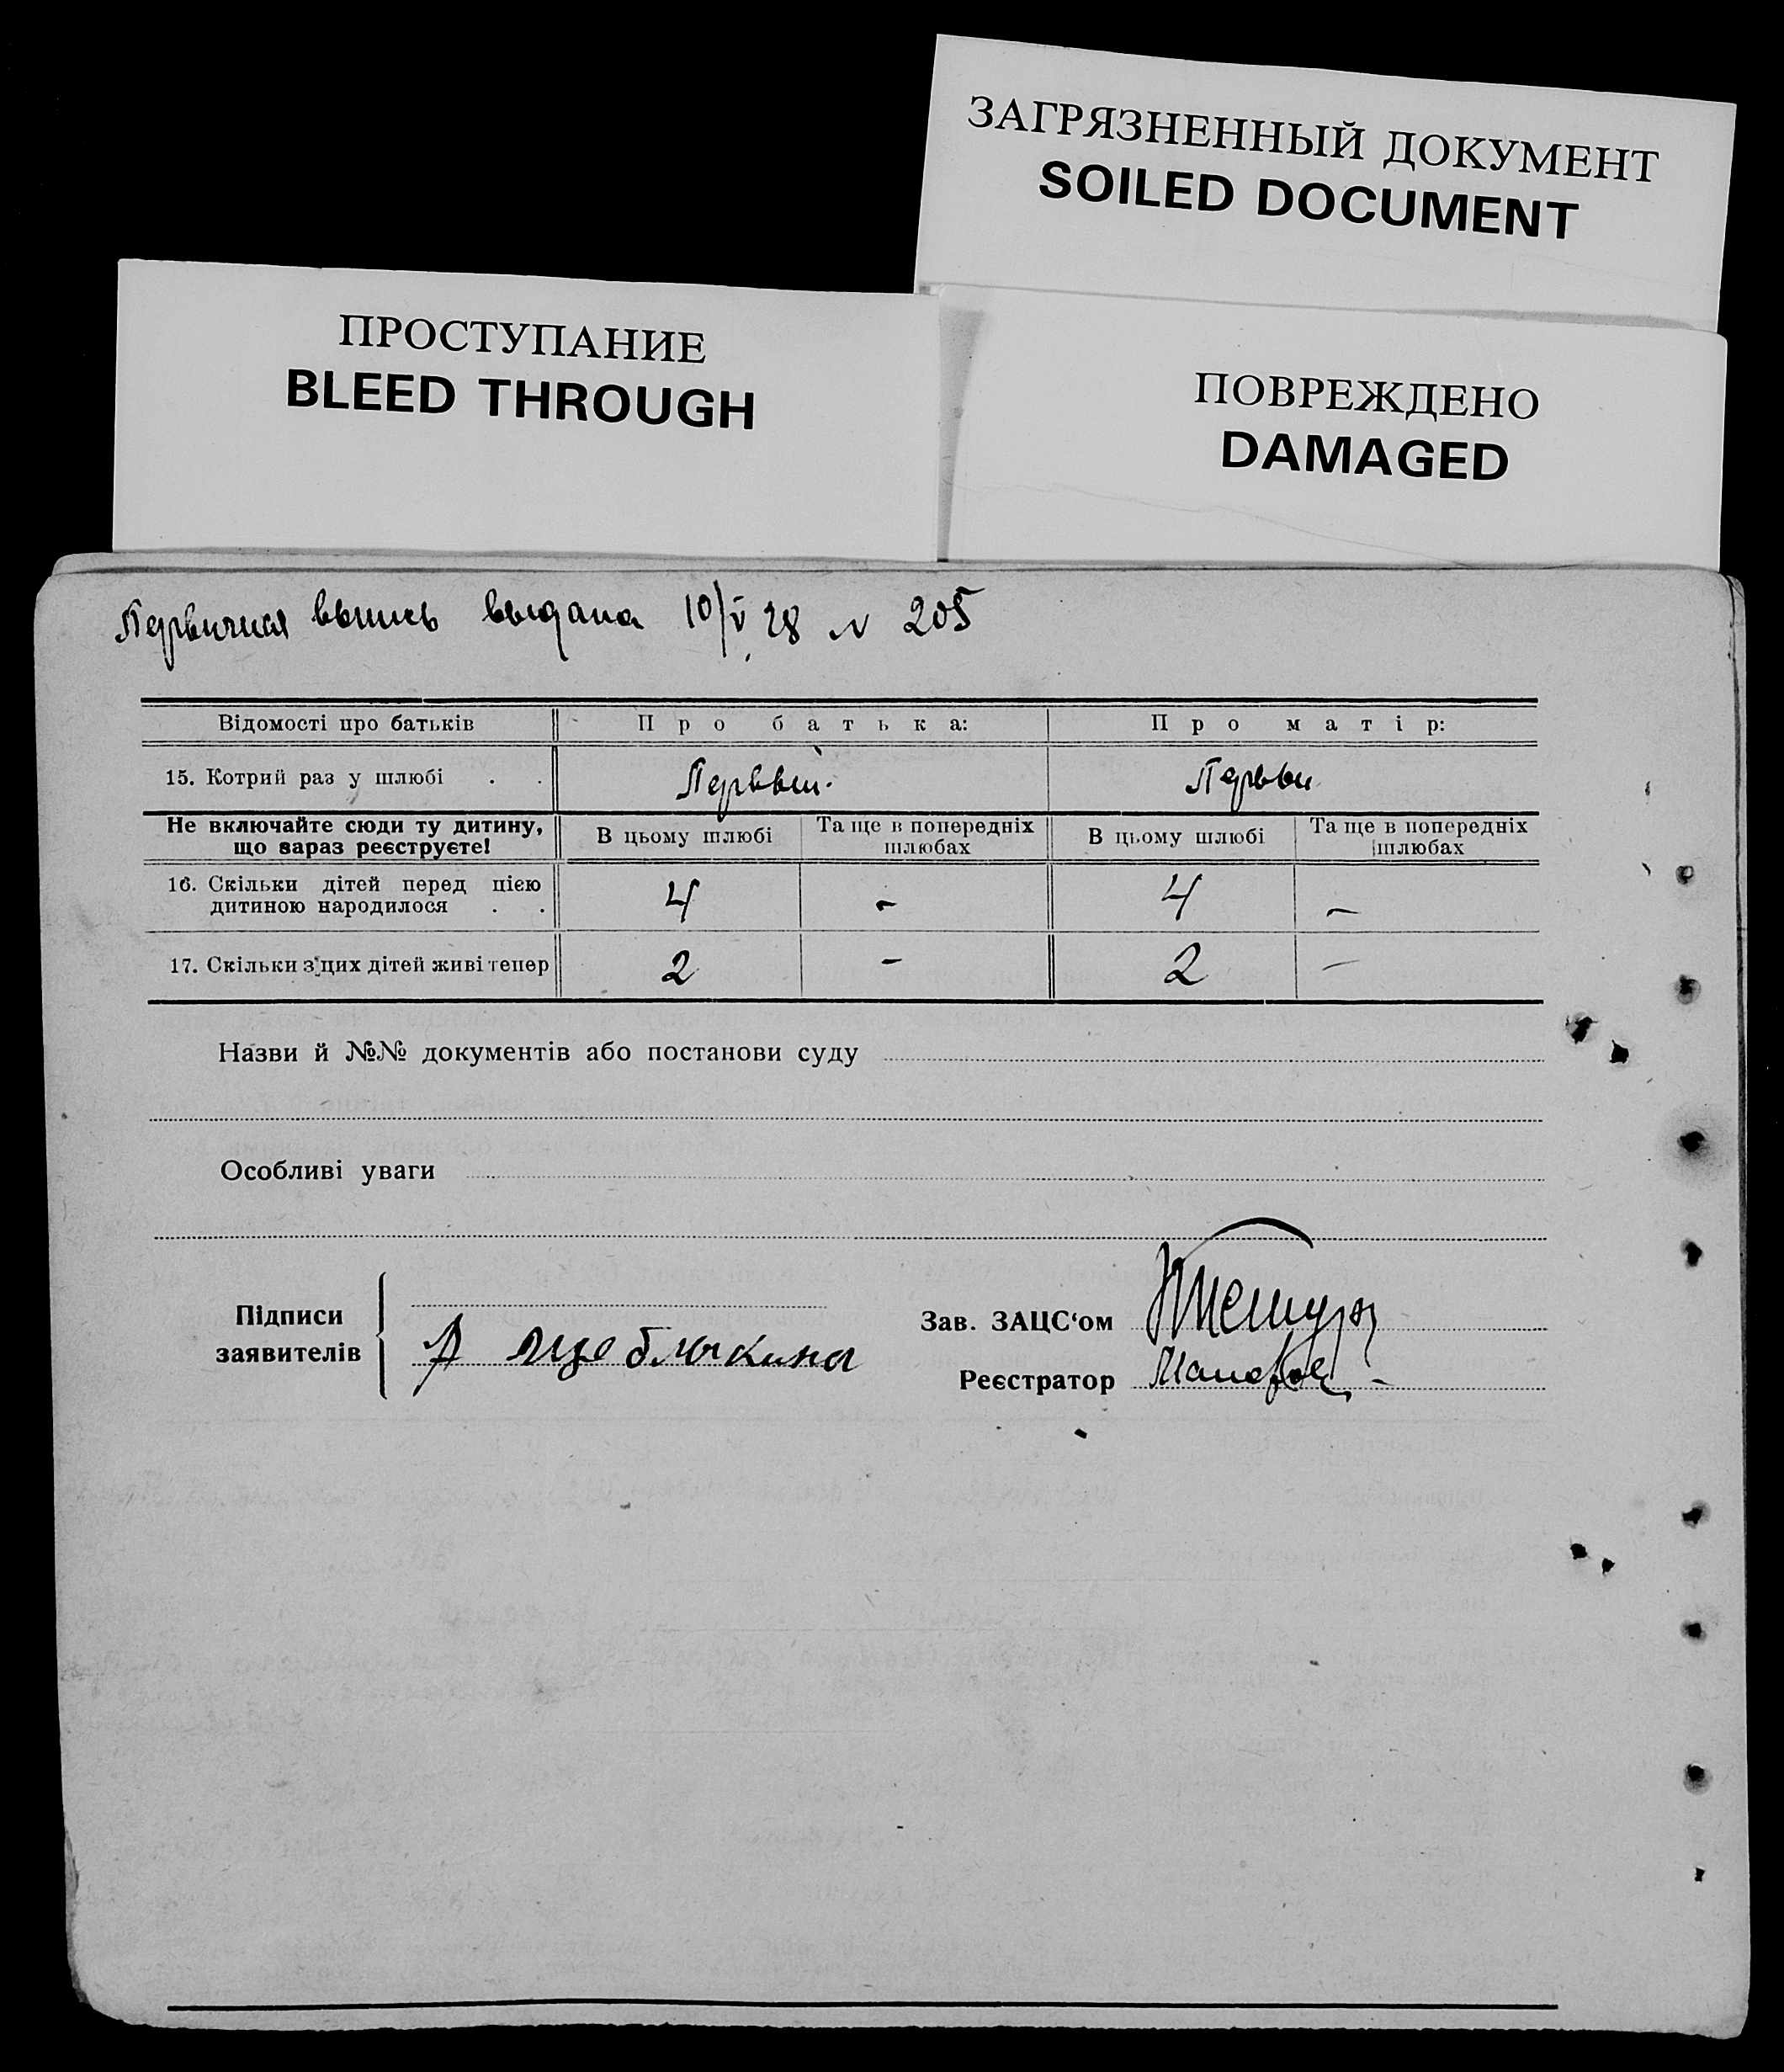 ЗАГРЯЗНЕННЫЙ ДОКУМЕНТ
SOILED DOCUMENT
ПРОСТУПАНИЕ
BLEED THROUGH
ПОВРЕЖДЕНО
DAMAGED
Первичная выпись выдана 10/V 28 № 205
Відомості про батьків Про батька: Про матір:
15. Котрий раз у шлюбі . . Первый. Первы
Не включайте сюди ту дитину, що зараз реєструєте! В цьому шлюбі Та ще в попередніх шлюбах В цьому шлюбі Та ще в попередніх шлюбах
16. Скільки дітей перед цією
дитиною народилося . . 4 - 4 -
17. Скільки з цих дітей живі тепер 2 - 2 -
Назви й №№ документів або постанови суду
Особливі уваги
Підписи
заявителів
Зав. ЗАЦС‘ом
Реєстратор